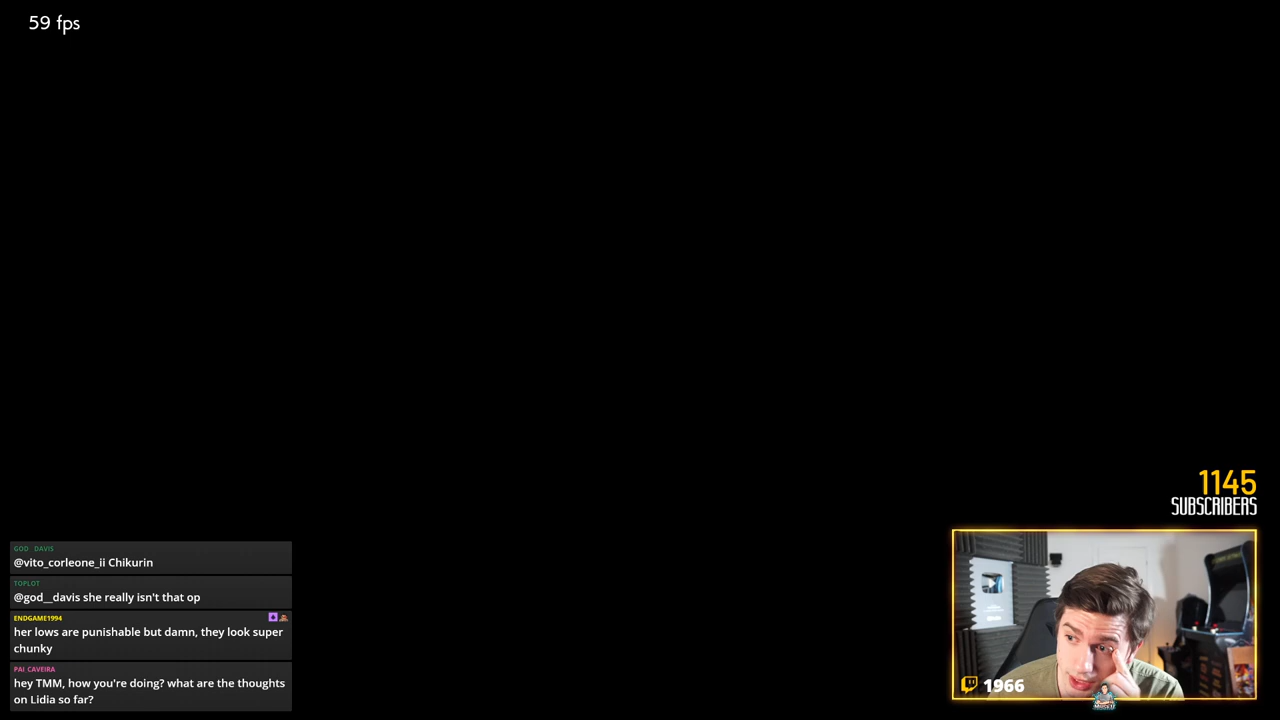 59 fps
1145
SUBSCRIBERS
GOD DAVIS
@vito_corleone_ii Chikurin
TOPLOT
@god__davis she really isn't that op
ENDGAME1994
her lows are punishable but damn, they look super
chunky
PAI CAVEIRA
hey TMM, how you're doing? what are the thoughts
on Lidia so far?
1966